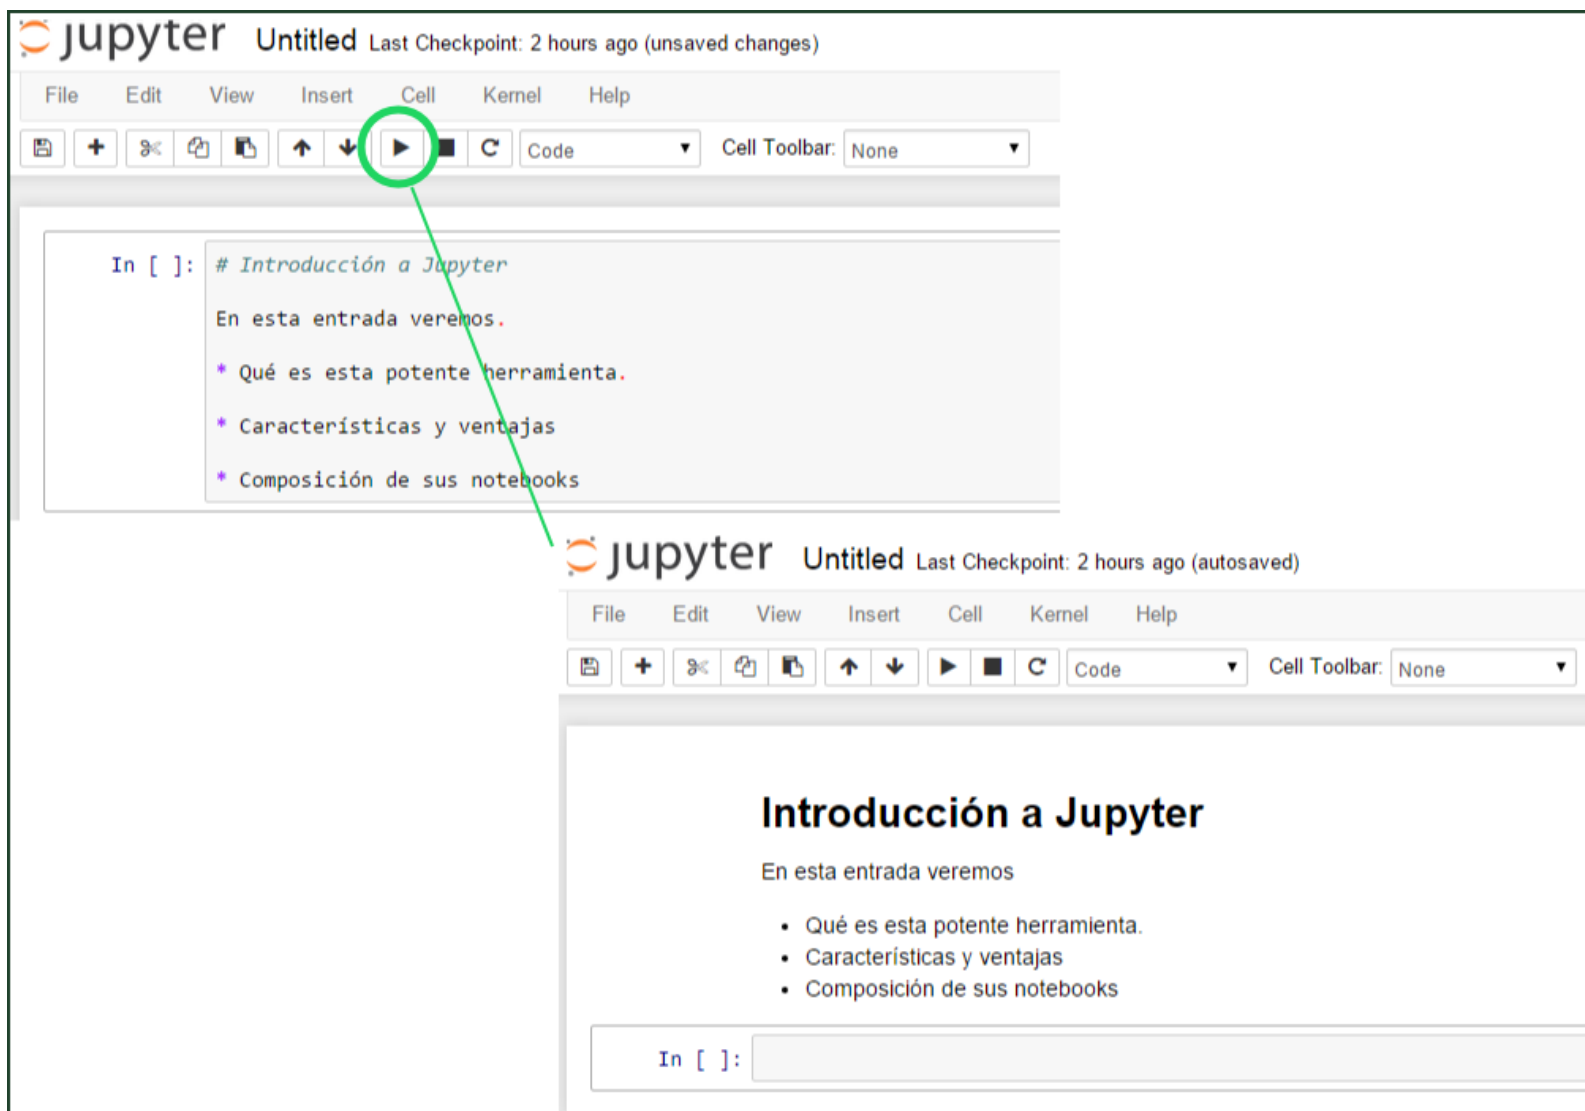 jupyter Untitled Last Checkpoint: 2 hours ago (unsaved changes)
File Edit View Insert Cell Kernel Help
Code Cell Toolbar: None
In [ ]: # Introducción a Jupyter
En esta entrada veremos.
* Qué es esta potente herramienta.
* Características y ventajas
* Composición de sus notebooks
jupyter Untitled Last Checkpoint: 2 hours ago (autosaved)
File Edit View Insert Cell Kernel Help
Code Cell Toolbar: None
Introducción a Jupyter
En esta entrada veremos
• Qué es esta potente herramienta.
• Características y ventajas
• Composición de sus notebooks
In [ ]: